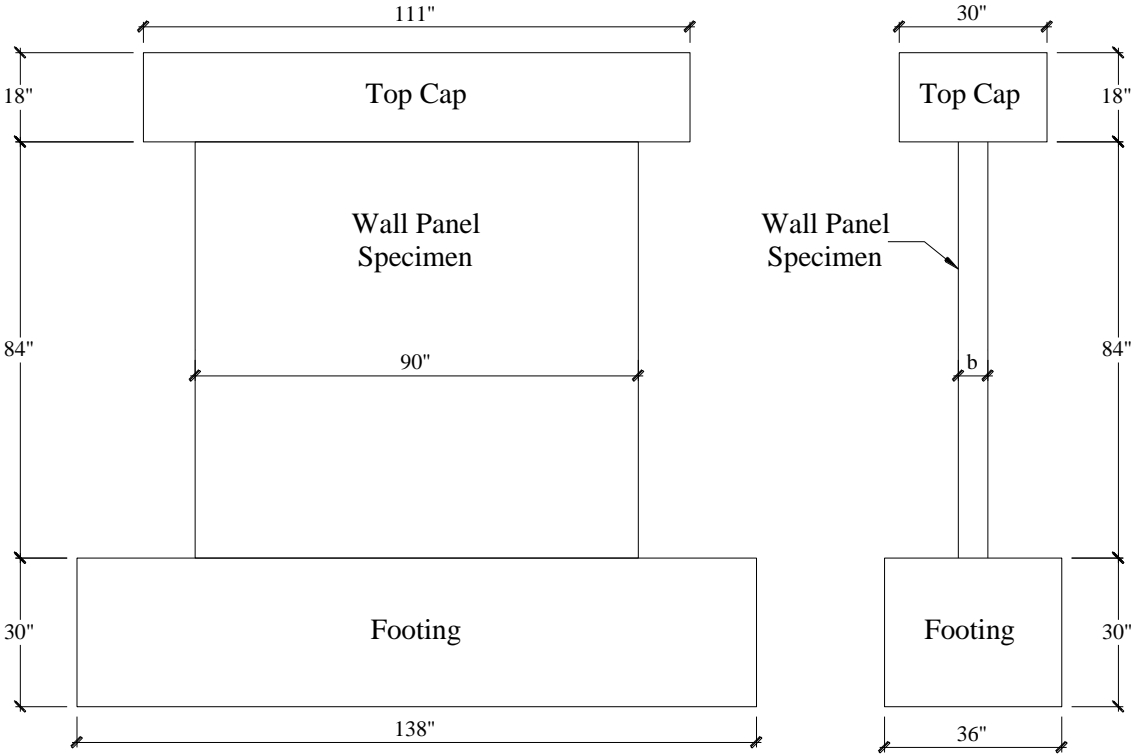 111"
30"
18"
Top Cap
Top Cap
18"
Wall Panel
Specimen
Wall Panel
Specimen
84"
90"
b
84"
30"
Footing
Footing
30"
138"
36"